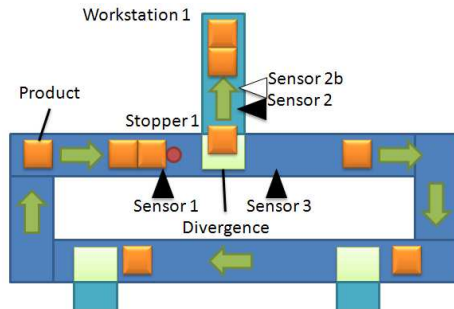 Workstation 1
Sensor 2b
Product
Sensor 2
Stopper 1
Sensor 1
Sensor 3
Divergence